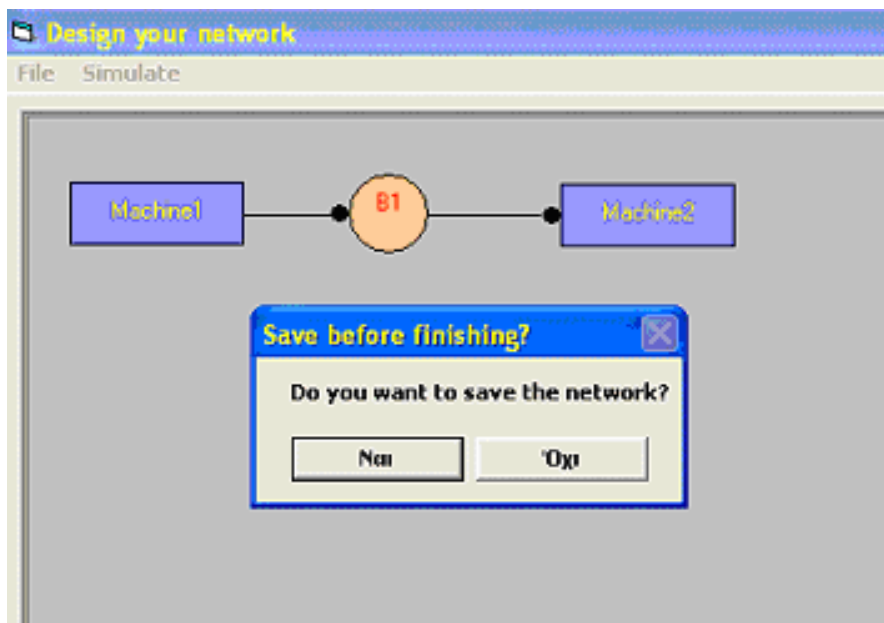 Design your network
File Simulate
Machine1 B1 Machine2
Save before finishing?
Do you want to save the network?
Ναι Όχι